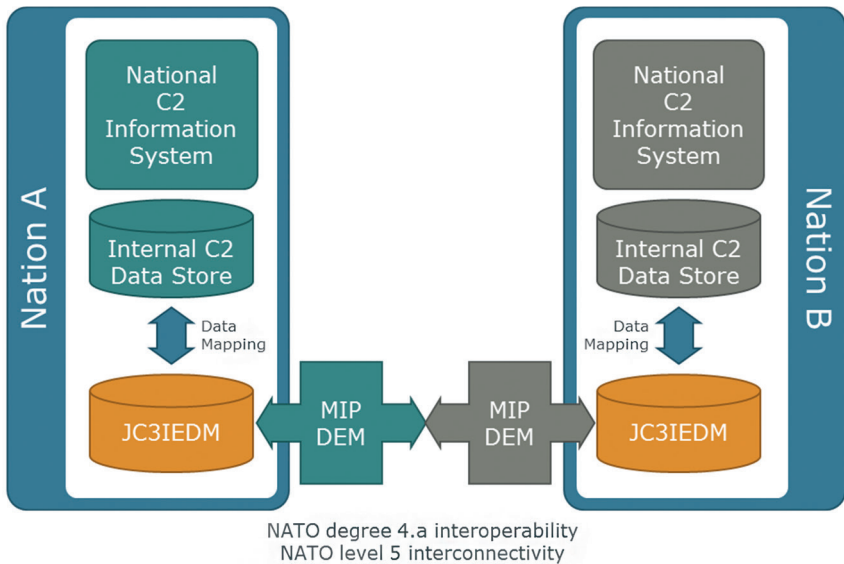 Nation A
National
C2
Information
System
Internal C2
Data Store
Data
Mapping
JC3IEDM
MIP
DEM
MIP
DEM
National
C2
Information
System
Internal C2
Data Store
Data
Mapping
JC3IEDM
Nation B
NATO degree 4.a interoperability
NATO level 5 interconnectivity